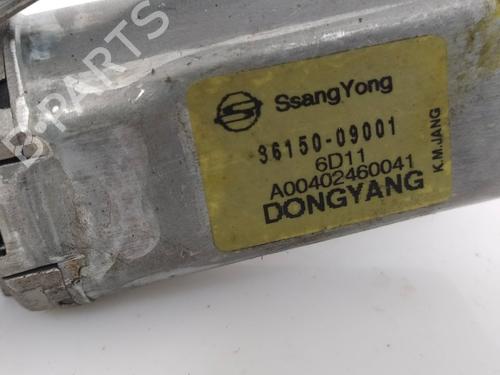 B-PARTS
SsangYong
36150-09001
6D11
A00402460041
DONGYANG
K.M.JANG